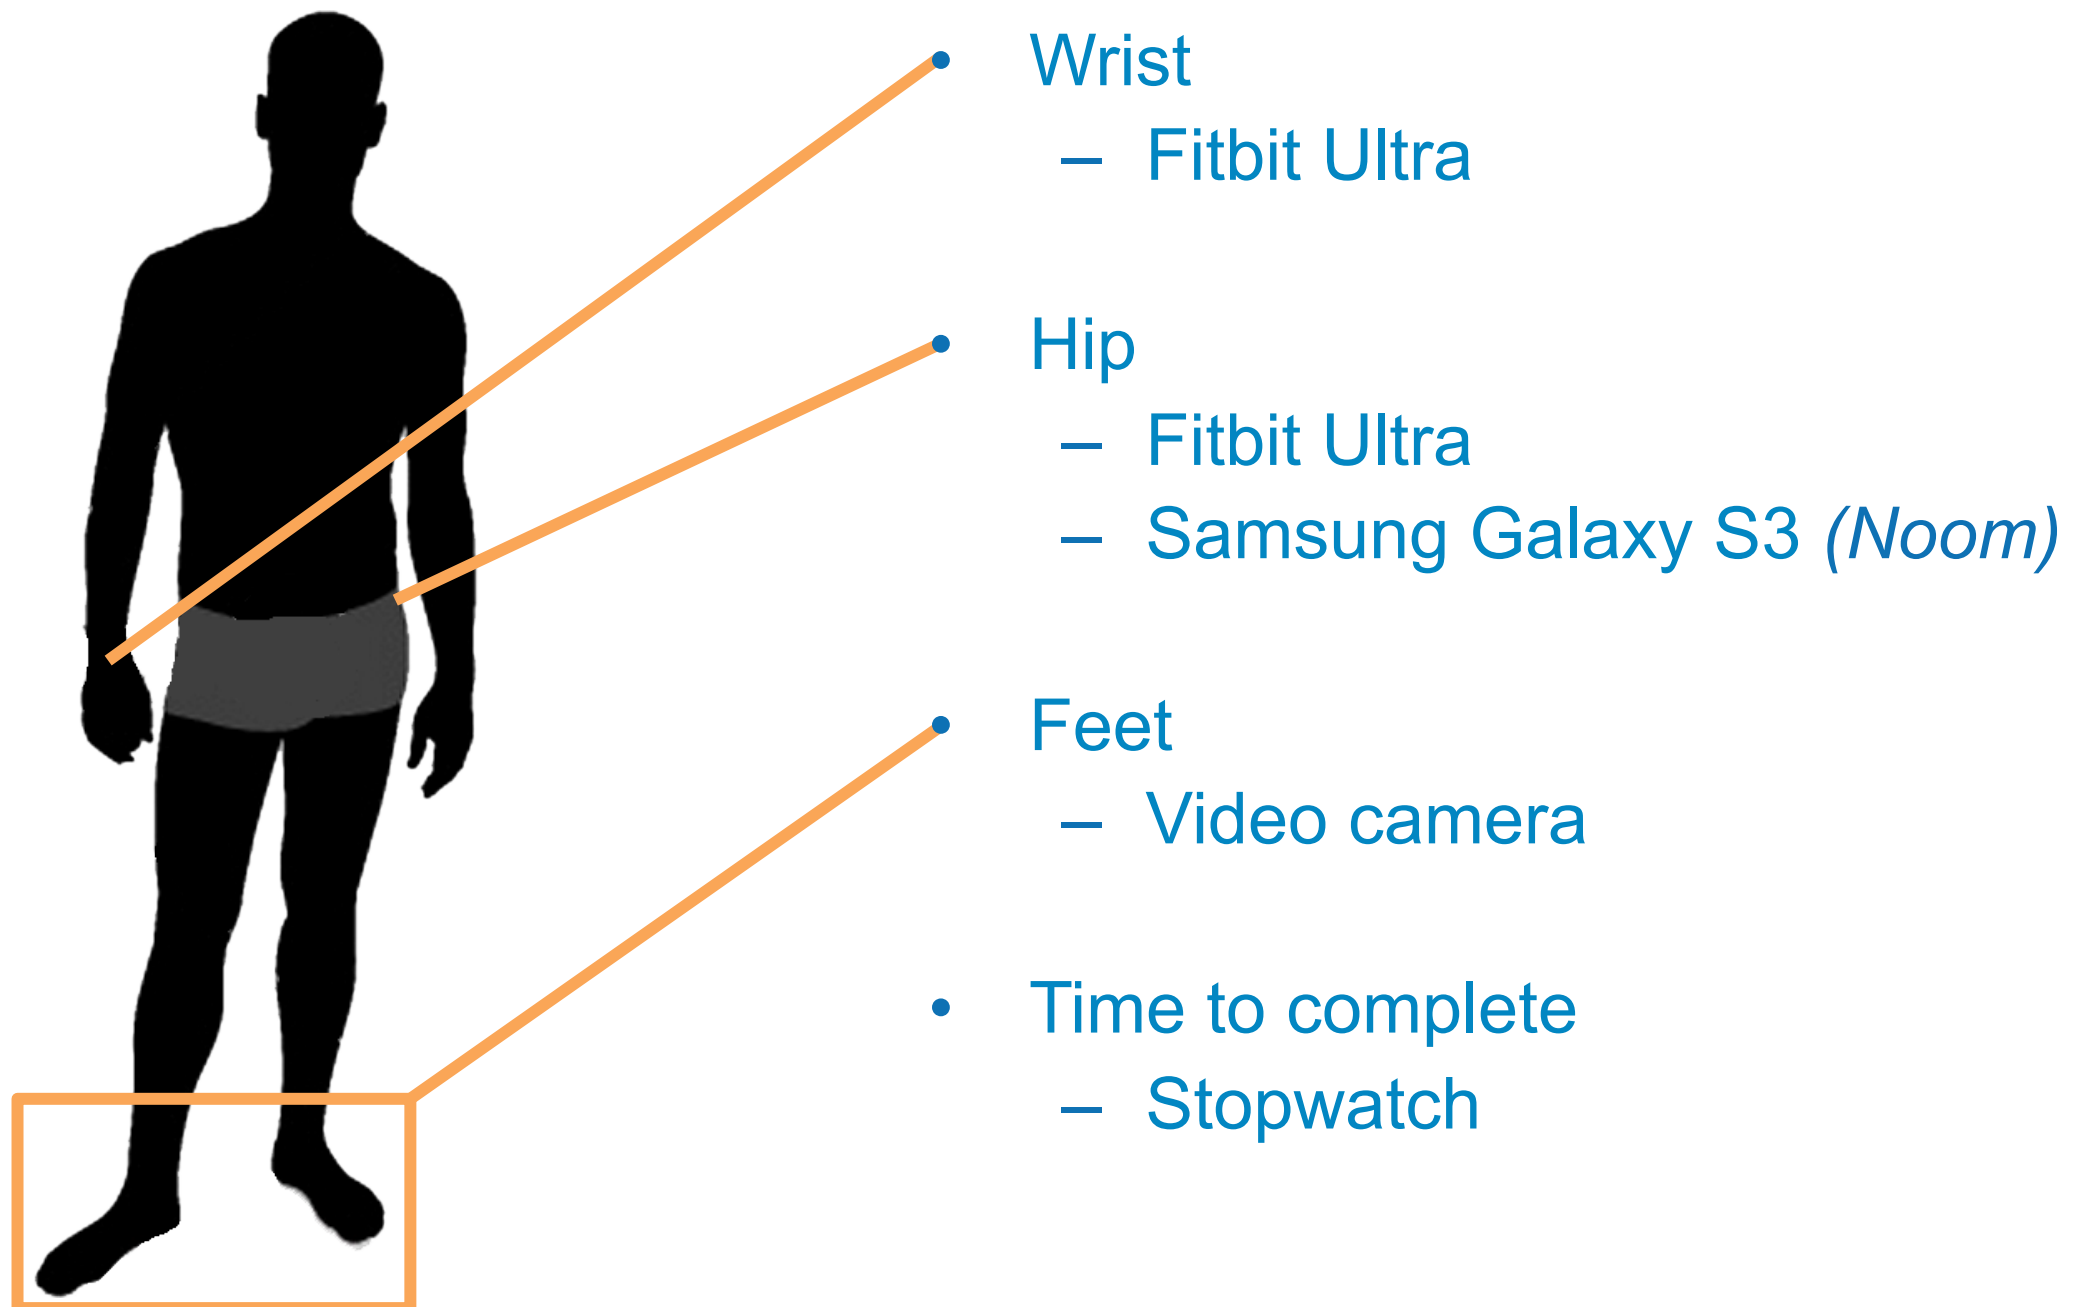 • Wrist
– Fitbit Ultra
• Hip
– Fitbit Ultra
– Samsung Galaxy S3 (Noom)
• Feet
– Video camera
• Time to complete
– Stopwatch